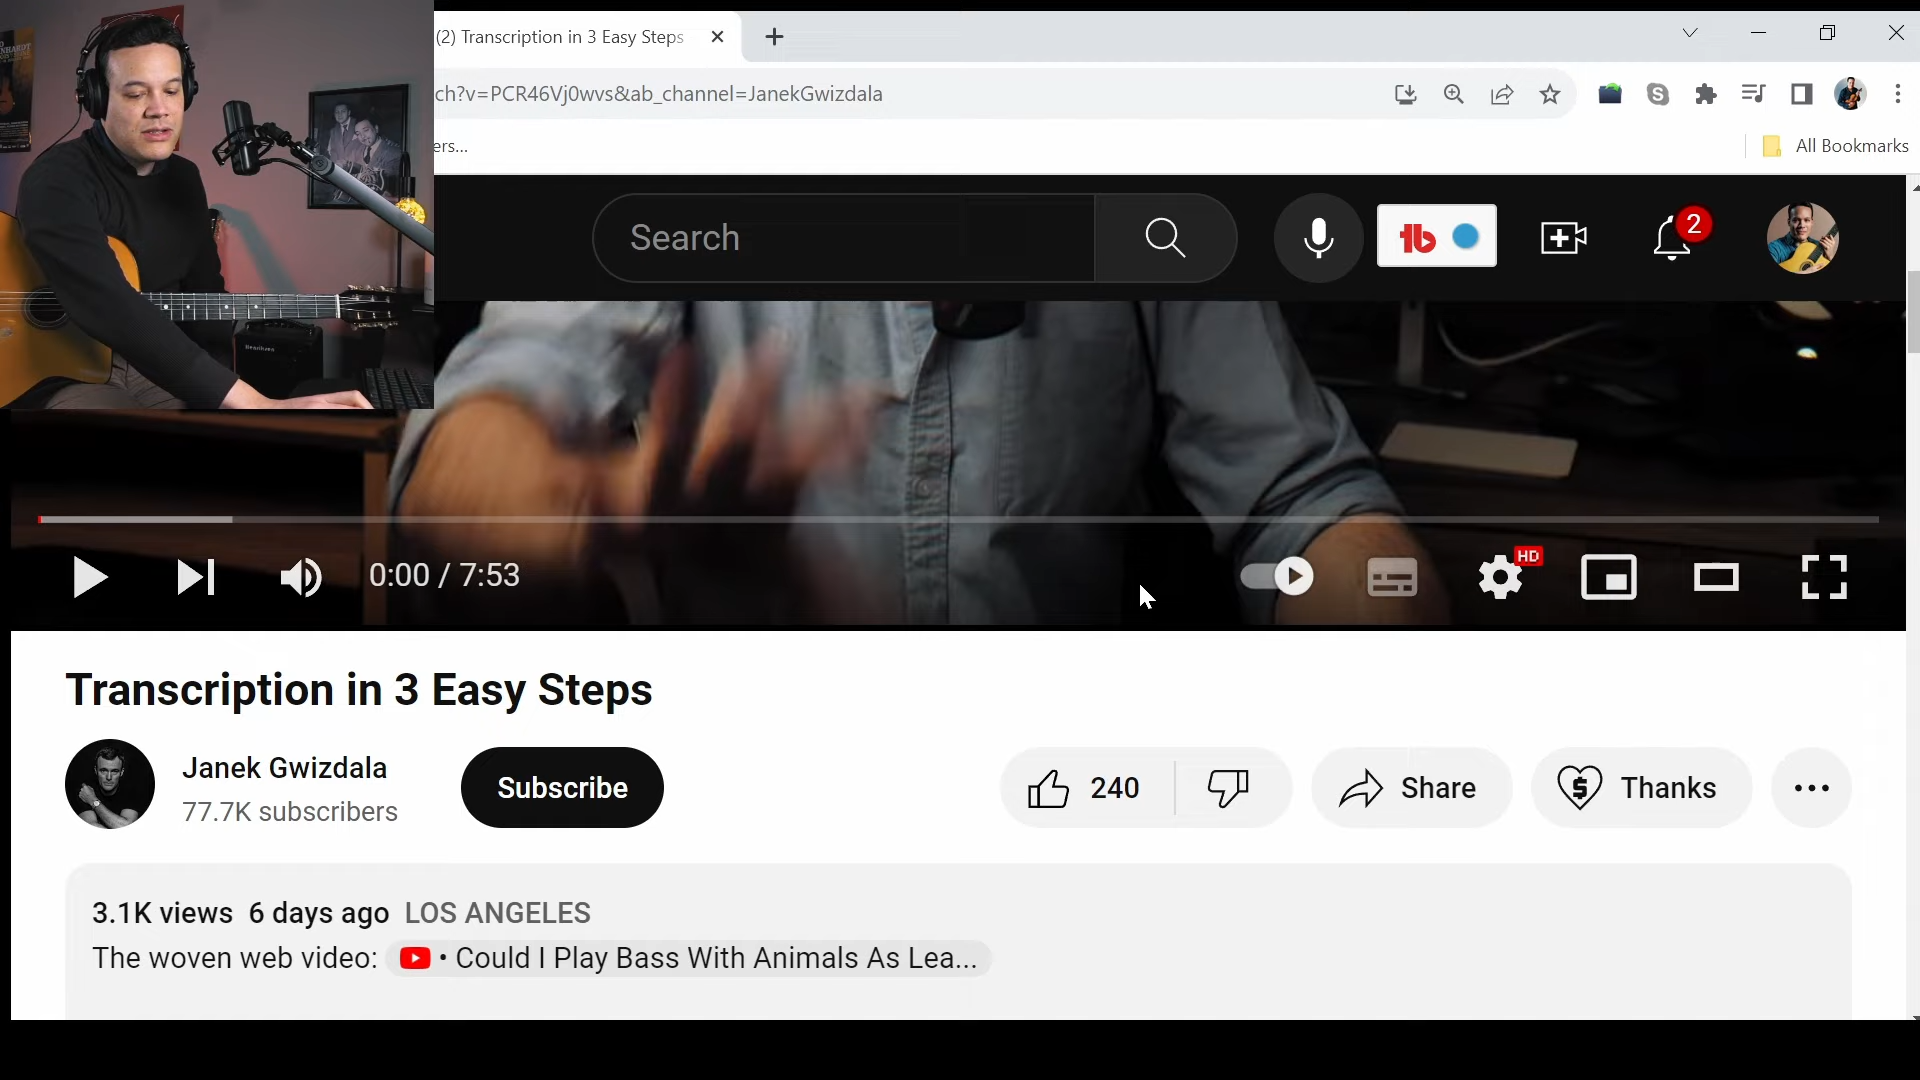 (2) Transcription in 3 Easy Steps
ch?v=PCR46Vj0wvs&ab_channel=JanekGwizdala
ers...
All Bookmarks
Search
2
HD
0:00 / 7:53
Transcription in 3 Easy Steps
Janek Gwizdala
77.7K subscribers
Subscribe
240
Share
Thanks
3.1K views 6 days ago LOS ANGELES
The woven web video: • Could I Play Bass With Animals As Lea...